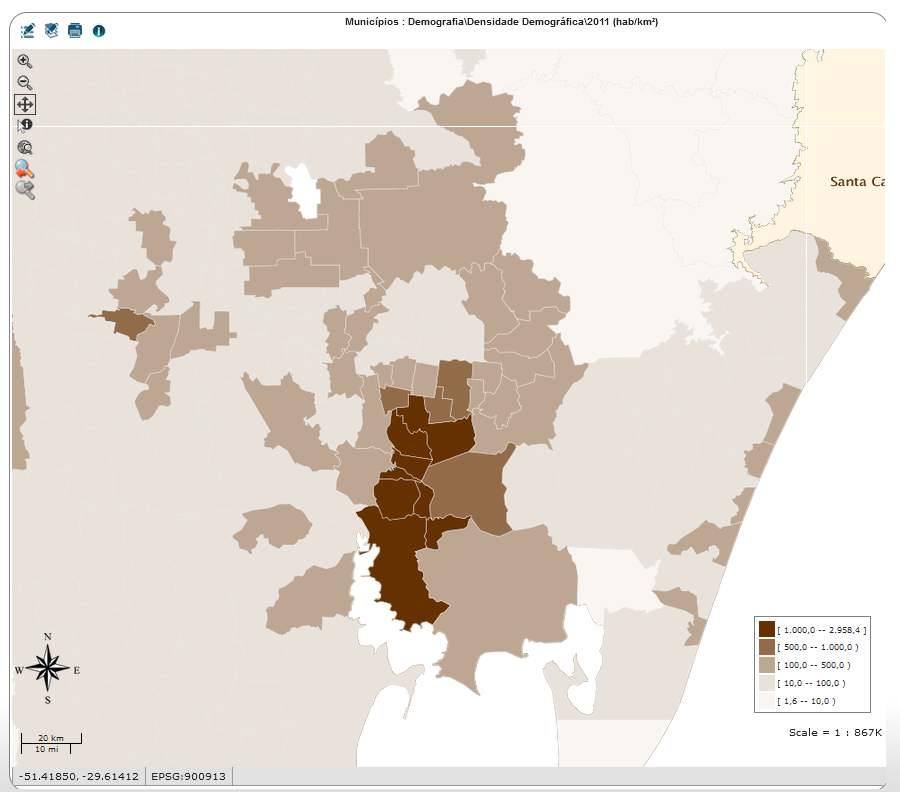 Municípios : Demografia\Densidade Demográfica\2011 (hab/km²)
Santa Ca
[ 1.000,0 -- 2.958,4 ]
[ 500,0 -- 1.000,0 )
[ 100,0 -- 500,0 )
[ 10,0 -- 100,0 )
[ 1,6 -- 10,0 )
N
W E
S
20 km
10 mi
Scale = 1 : 867K
-51.41850, -29.61412 EPSG:900913